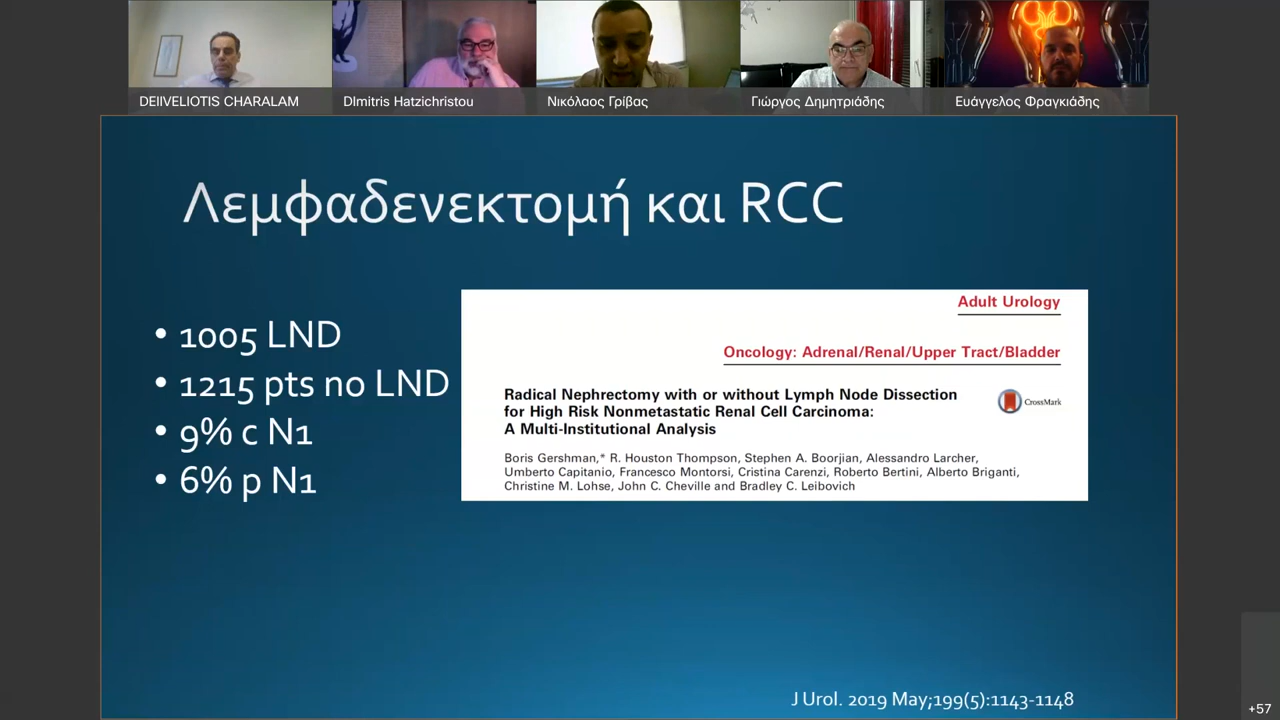 DEIIVELIOTIS CHARALAM
DImitris Hatzichristou
Νικόλαος Γρίβας
Γιώργος Δημητριάδης
Ευάγγελος Φραγκιάδης
Λεμφαδενεκτομή και RCC
• 1005 LND
• 1215 pts no LND
• 9% c N1
• 6% p N1
Adult Urology
Oncology: Adrenal/Renal/Upper Tract/Bladder
Radical Nephrectomy with or without Lymph Node Dissection
for High Risk Nonmetastatic Renal Cell Carcinoma:
A Multi-Institutional Analysis
CrossMark
Boris Gershman,* R. Houston Thompson, Stephen A. Boorjian, Alessandro Larcher,
Umberto Capitanio, Francesco Montorsi, Cristina Carenzi, Roberto Bertini, Alberto Briganti,
Christine M. Lohse, John C. Cheville and Bradley C. Leibovich
J Urol. 2019 May;199(5):1143-1148
+57